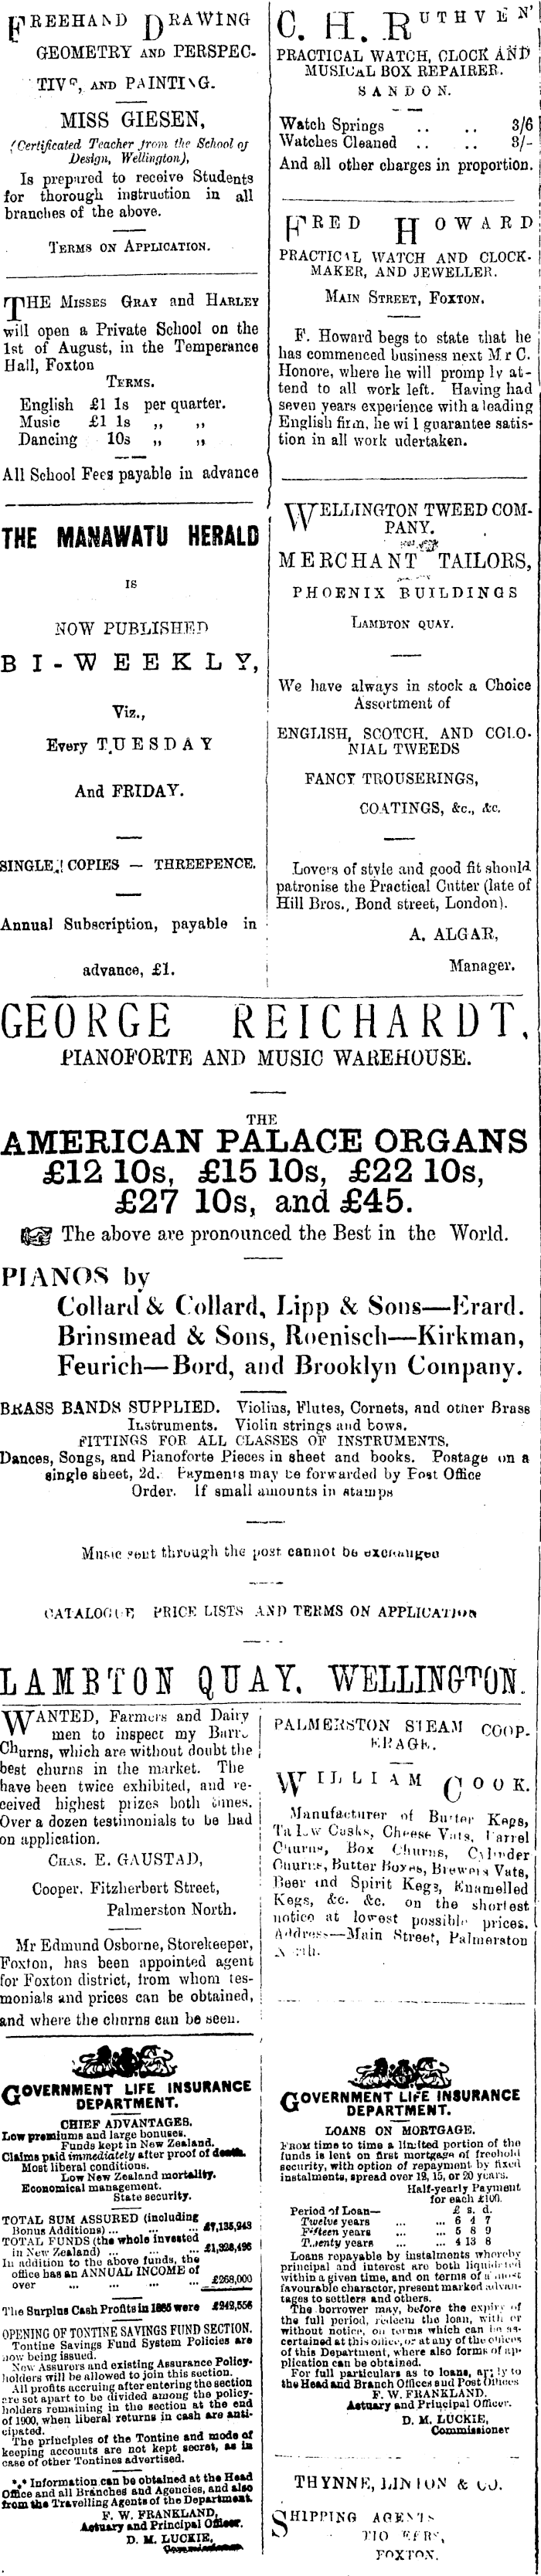 FREEHAND DRAWING
GEOMETRY AND PERSPEC-
TIVE, AND PAINTING.
MISS GIESEN,
(Certificated Teacher from the School of
Design, Wellington),
Is prepared to receive Students
for thorough instruction in all
branches of the above.
TERMS ON APPLICATION.
THE MISSES GRAY and HARLEY
will open a Private School on the
1st of August, in the Temperance
Hall, Foxton
TERMS.
English £1 1s per quarter.
Music £1 1s ,, ,,
Dancing 10s ,, ,,
All School Fees payable in advance
THE MANAWATU HERALD
IS
NOW PUBLISHED
BI-WEEKLY,
Viz.,
Every TUESDAY
And FRIDAY.
SINGLE COPIES — THREEPENCE.
Annual Subscription, payable in
advance, £1.
C. H. RUTHVEN'
PRACTICAL WATCH, CLOCK AND
MUSICAL BOX REPAIRER.
SANDON.
Watch Springs .. .. 3/6
Watches Cleaned .. .. 3/-
And all other charges in proportion.
FRED HOWARD
PRACTICAL WATCH AND CLOCK-
MAKER, AND JEWELLER.
MAIN STREET, FOXTON.
F. Howard begs to state that he
has commenced business next Mr C.
Honore, where he will promp ly at-
tend to all work left. Having had
seven years experience with a leading
English firm, he wi l guarantee satis-
tion in all work udertaken.
WELLINGTON TWEED COM-
PANY.
MERCHANT TAILORS,
PHOENIX BUILDINGS
LAMBTON QUAY.
We have always in stock a Choice
Assortment of
ENGLISH, SCOTCH, AND COLO-
NIAL TWEEDS
FANCY TROUSERINGS,
COATINGS, &c., &c.
Lovers of style and good fit should
patronise the Practical Cutter (late of
Hill Bros., Bond street, London).
A. ALGAR,
Manager.
GEORGE REICHARDT,
PIANOFORTE AND MUSIC WAREHOUSE.
THE
AMERICAN PALACE ORGANS
£12 10s, £15 10s, £22 10s,
£27 10s, and £45.
☞ The above are pronounced the Best in the World.
PIANOS by
Collard & Collard, Lipp & Sons—Erard.
Brinsmead & Sons, Roenisch—Kirkman,
Feurich—Bord, and Brooklyn Company.
BRASS BANDS SUPPLIED. Violins, Flutes, Cornets, and other Brass
Instruments. Violin strings and bows.
FITTINGS FOR ALL CLASSES OF INSTRUMENTS.
Dances, Songs, and Pianoforte Pieces in sheet and books. Postage on a
single sheet, 2d. Payments may be forwarded by Post Office
Order. If small amounts in stamps
Music sent through the post cannot be exchanged
CATALOGUE PRICE LISTS AND TERMS ON APPLICATION
LAMBTON QUAY, WELLINGTON.
WANTED, Farmers and Dairy
men to inspect my Barrel
Churns, which are without doubt the
best churns in the market. The
have been twice exhibited, and re-
ceived highest prizes both times.
Over a dozen testimonials to be had
on application.
CHAS. E. GAUSTAD,
Cooper, Fitzherbert Street,
Palmerston North.
Mr Edmund Osborne, Storekeeper,
Foxton, has been appointed agent
for Foxton district, from whom tes-
monials and prices can be obtained,
and where the churns can be seen.
PALMERSTON STEAM COOP-
ERAGE.
WILLIAM COOK.
Manufacturer of Butter Kegs,
Tallow Casks, Cheese Vats, Barrel
Churns, Box Churns, Cylinder
Churns, Butter Boxes, Brewers Vats,
Beer and Spirit Kegs, Enamelled
Kegs, &c. &c. on the shortest
notice at lowest possible prices.
Address—Main Street, Palmerston
North.
GOVERNMENT LIFE INSURANCE
DEPARTMENT.
CHIEF ADVANTAGES.
Low premiums and large bonuses.
Funds kept in New Zealand.
Claims paid immediately after proof of death.
Most liberal conditions.
Low New Zealand mortality.
Economical management.
State security.
TOTAL SUM ASSURED (including
Bonus Additions) ... ... ... £7,135,943
TOTAL FUNDS (the whole invested
in New Zealand) ... ... ... £1,328,496
In addition to the above funds, the
office has an ANNUAL INCOME of
over ... ... ... ... £268,000
The Surplus Cash Profits in 1885 were £242,556
OPENING OF TONTINE SAVINGS FUND SECTION.
Tontine Savings Fund System Policies are
now being issued.
New Assurers and existing Assurance Policy-
holders will be allowed to join this section.
All profits accruing after entering the section
are set apart to be divided among the policy-
holders remaining in the section at the end
of 1900, when liberal returns in cash are anti-
cipated.
The principles of the Tontine and mode of
keeping accounts are not kept secret, as in
case of other Tontines advertised.
*** Information can be obtained at the Head
Office and all Branches and Agencies, and also
from the Travelling Agents of the Department.
F. W. FRANKLAND,
Actuary and Principal Officer.
D. M. LUCKIE,
Commissioner
GOVERNMENT LIFE INSURANCE
DEPARTMENT.
LOANS ON MORTGAGE.
FROM time to time a limited portion of the
funds is lent on first mortgage of freehold
security, with option of repayment by fixed
instalments, spread over 12, 15, or 20 years.
Half-yearly Payment
for each £100.
Period of Loan— £ s. d.
Twelve years ... ... 6 4 7
Fifteen years ... ... 5 8 9
Twenty years ... ... 4 13 8
Loans repayable by instalments whereby
principal and interest are both liquidated
within a given time, and on terms of a most
favourable charactor, present marked advan-
tages to settlers and others.
The borrower may, before the expiry of
the full period, redeem the loan, with or
without notice, on terms which can be as-
certained at this office, or at any of the offices
of this Department, where also forms of ap-
plication can be obtained.
For full particulars as to loans, apply to
the Head and Branch Offices and Post Offices
F. W. FRANKLAND,
Actuary and Principal Officer.
D. M. LUCKIE,
Commissioner
THYNNE, LINTON & CO.
SHIPPING AGENTS
FOXTON.